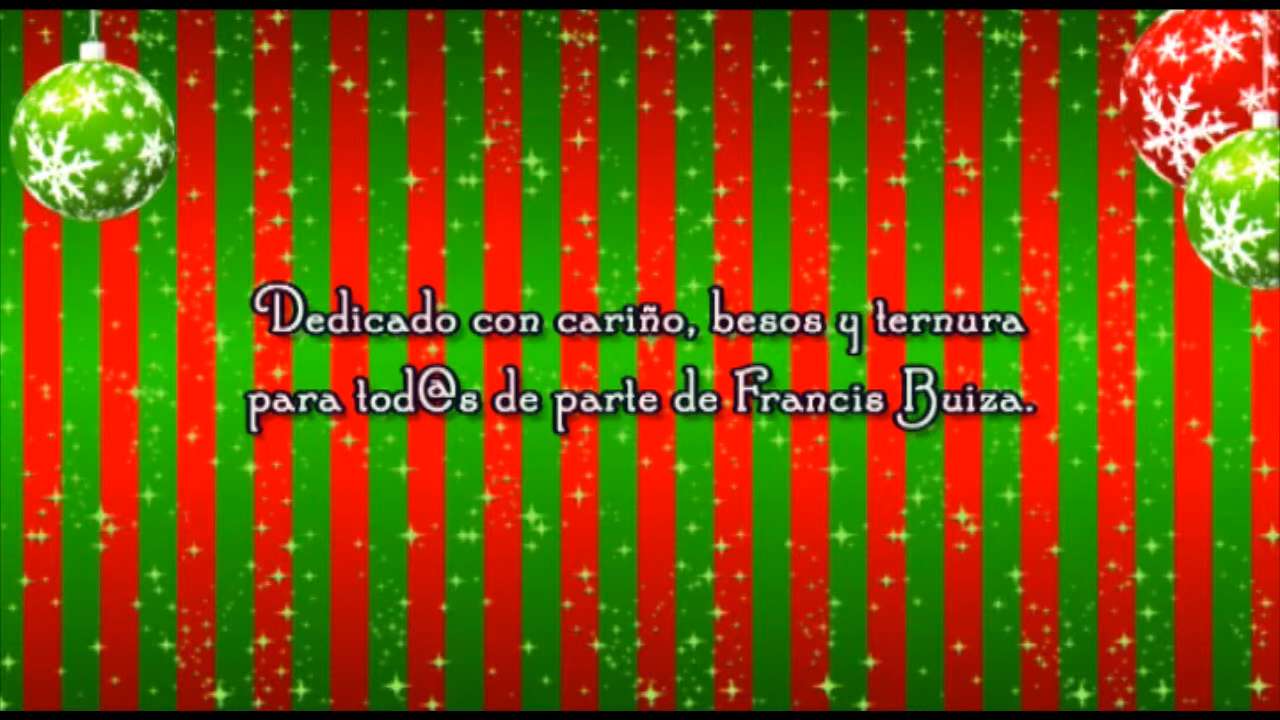 Dedicado con cariño, besos y ternura
para tod@s de parte de Francis Buiza.